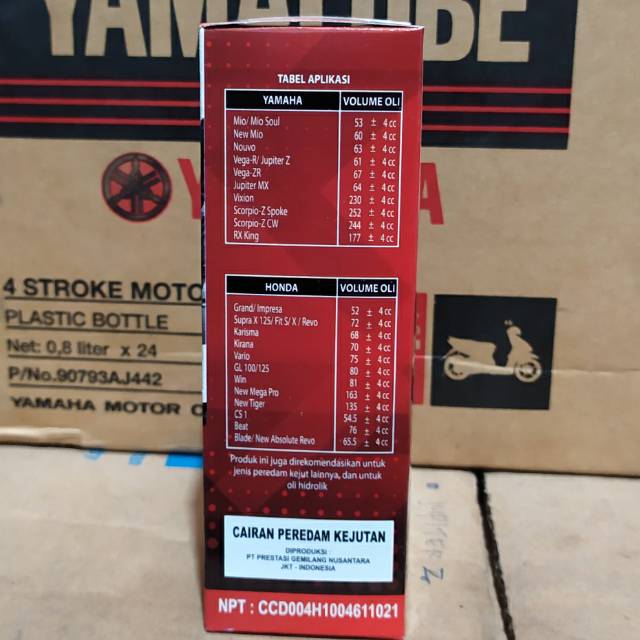 YAMALUBE
TABEL APLIKASI
YAMAHA VOLUME OLI
Mio/ Mio Soul 53 ± 4 cc
New Mio 60 ± 4 cc
Nouvo 63 ± 4 cc
Vega-R/ Jupiter Z 61 ± 4 cc
Vega-ZR 67 ± 4 cc
Jupiter MX 64 ± 4 cc
Vixion 230 ± 4 cc
Scorpio-Z Spoke 252 ± 4 cc
Scorpio-Z CW 244 ± 4 cc
RX King 177 ± 4 cc
HONDA VOLUME OLI
Grand/ Impresa 52 ± 4 cc
Supra X 125/ Fit S/ X / Revo 72 ± 4 cc
Karisma 68 ± 4 cc
Kirana 70 ± 4 cc
Vario 75 ± 4 cc
GL 100/125 80 ± 4 cc
Win 81 ± 4 cc
New Mega Pro 163 ± 4 cc
New Tiger 135 ± 4 cc
CS 1 54.5 ± 4 cc
Beat 76 ± 4 cc
Blade/ New Absolute Revo 65.5 ± 4 cc
Produk ini juga direkomendasikan untuk
jenis peredam kejut lainnya, dan untuk
oli hidrolik
CAIRAN PEREDAM KEJUTAN
DIPRODUKSI :
PT PRESTASI GEMILANG NUSANTARA
JKT - INDONESIA
NPT : CCD004H1004611021
Y A
4 STROKE MOTO
PLASTIC BOTTLE
Net: 0,8 liter x 24
P/No.90793AJ442
YAMAHA MOTOR C